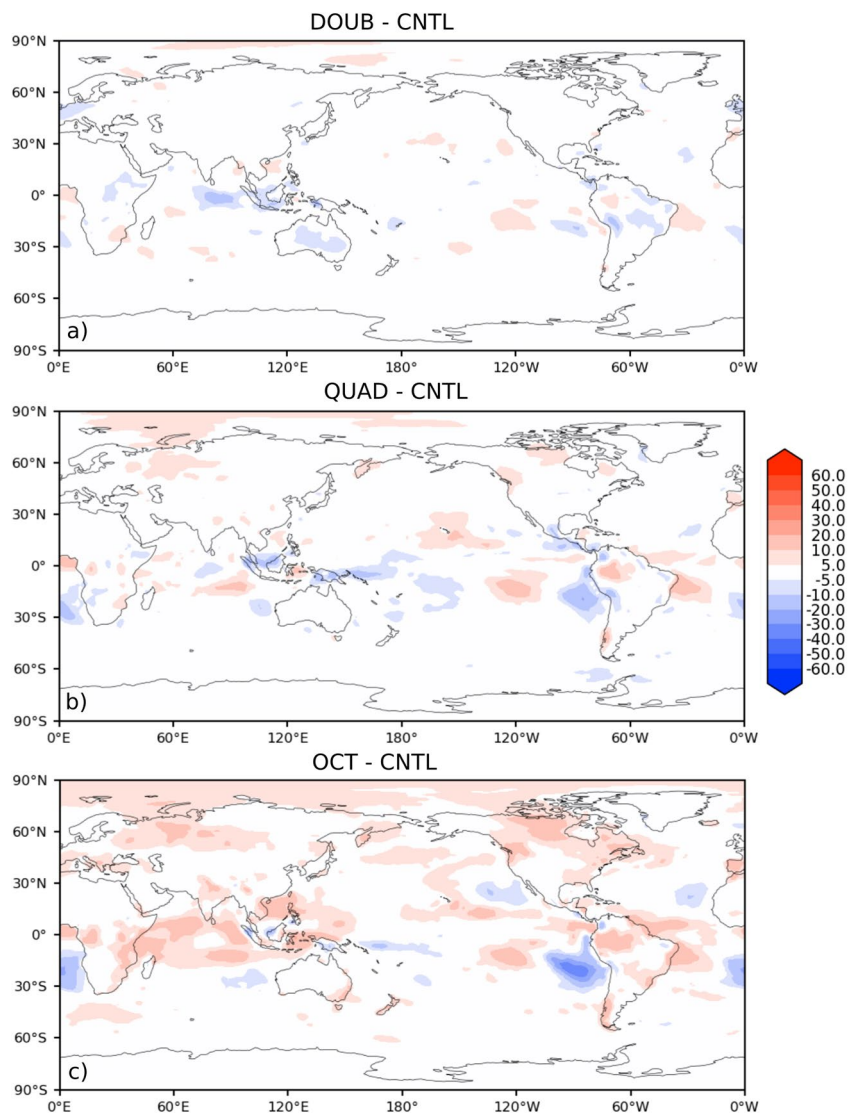 DOUB - CNTL
90°N
60°N
30°N
0°
30°S
60°S
90°S
a)
0°E 60°E 120°E 180° 120°W 60°W 0°W
QUAD - CNTL
90°N
60°N
30°N
0°
30°S
60°S
90°S
b)
0°E 60°E 120°E 180° 120°W 60°W 0°W
60.0
50.0
40.0
30.0
20.0
10.0
5.0
-5.0
-10.0
-20.0
-30.0
-40.0
-50.0
-60.0
OCT - CNTL
90°N
60°N
30°N
0°
30°S
60°S
90°S
c)
0°E 60°E 120°E 180° 120°W 60°W 0°W